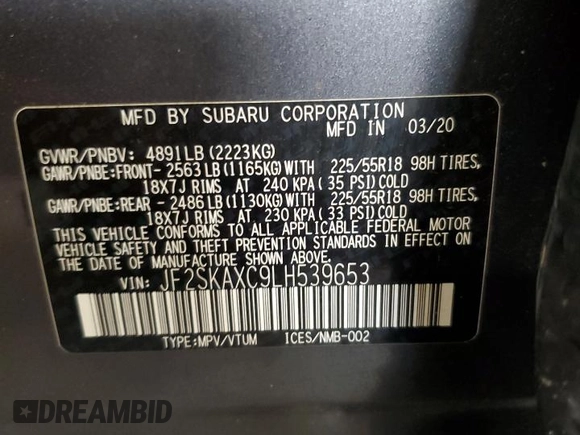 MFD BY SUBARU CORPORATION
MFD IN 03/20
GVWR/PNBV: 4891LB (2223KG)
GAWR/PNBE:FRONT- 2563LB (1165KG) WITH 225/55R18 98H TIRES,
18X7J RIMS AT 240 KPA ( 35 PSI) COLD
GAWR/PNBE:REAR - 2486LB (1130KG) WITH 225/55R18 98H TIRES,
18X7J RIMS AT 230 KPA ( 33 PSI) COLD
THIS VEHICLE CONFORMS TO ALL APPLICABLE FEDERAL MOTOR
VEHICLE SAFETY AND THEFT PREVENTION STANDARDS IN EFFECT ON
THE DATE OF MANUFACTURE SHOWN ABOVE.
VIN: JF2SKAXC9LH539653
TYPE:MPV/VTUM ICES/NMB-002
DREAMBID